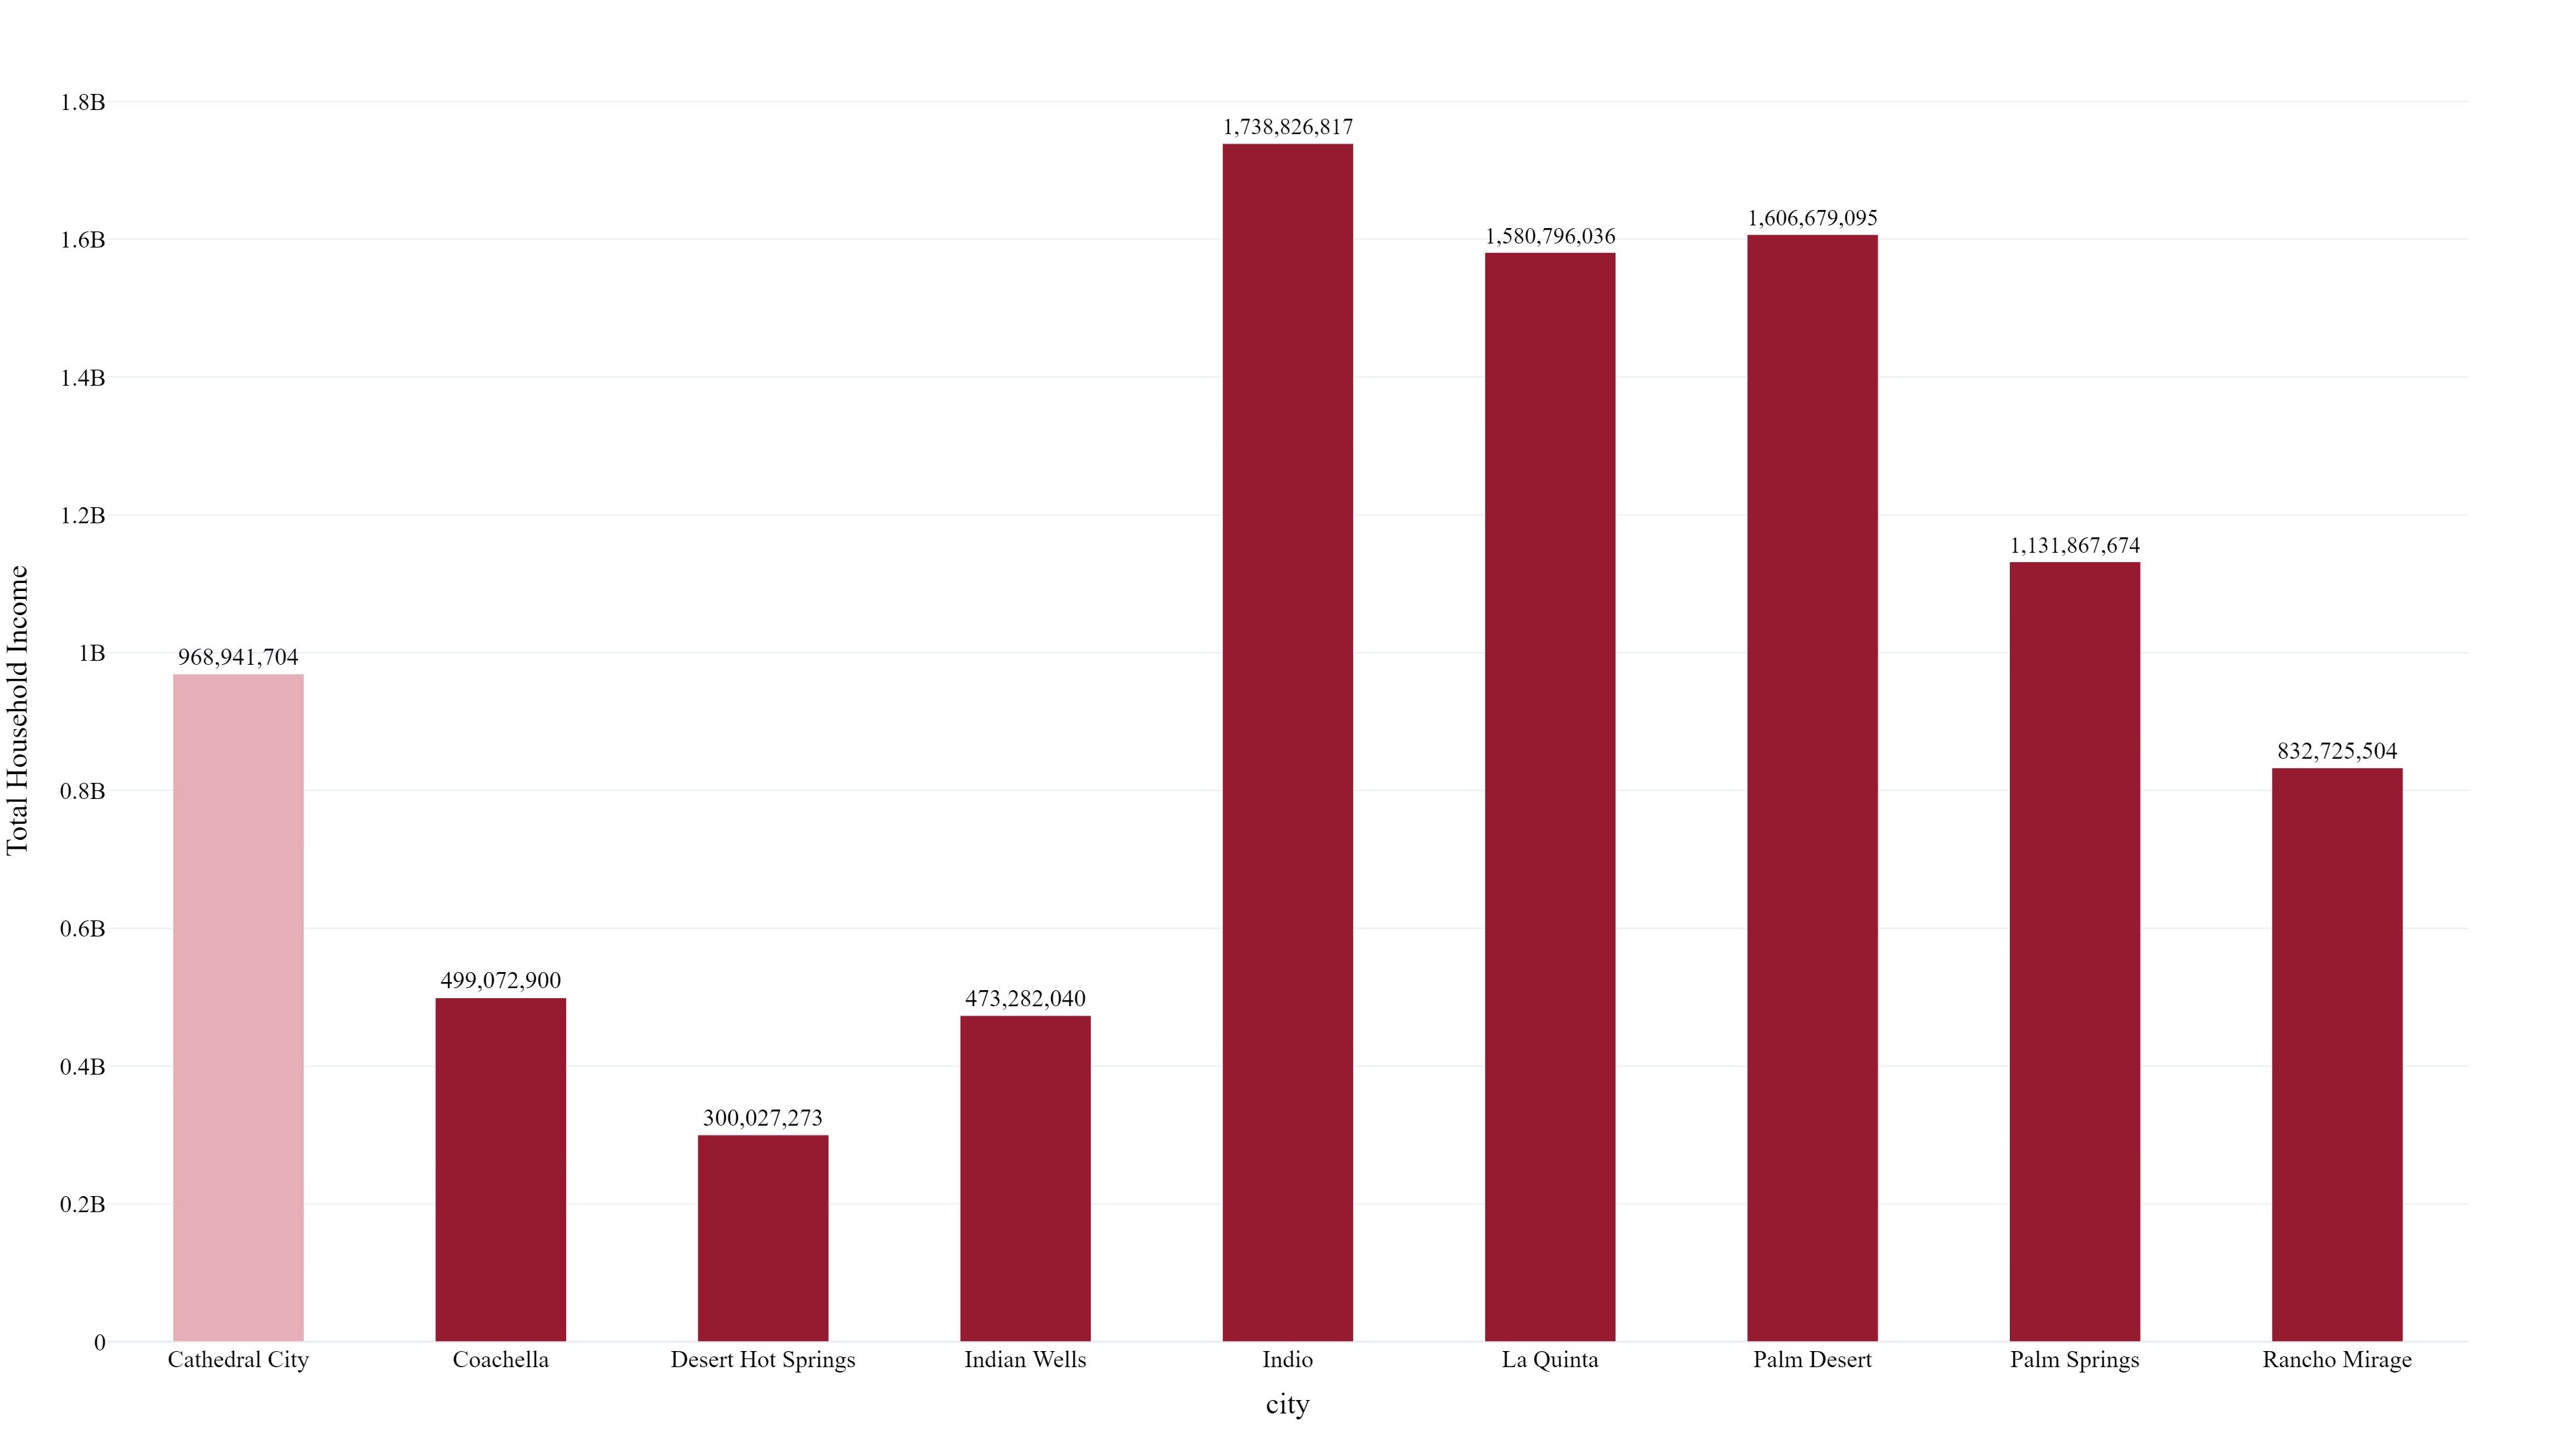 1.8B
1.6B
1.4B
1.2B
1B
0.8B
0.6B
0.4B
0.2B
0
Total Household Income
968,941,704
499,072,900
300,027,273
473,282,040
1,738,826,817
1,580,796,036
1,606,679,095
1,131,867,674
832,725,504
Cathedral City
Coachella
Desert Hot Springs
Indian Wells
Indio
La Quinta
Palm Desert
Palm Springs
Rancho Mirage
city